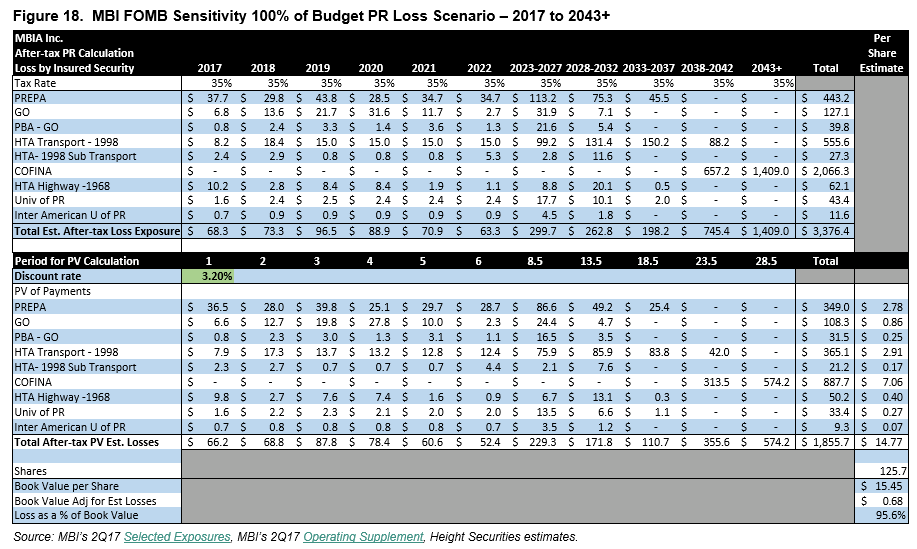 Figure 18. MBI FOMB Sensitivity 100% of Budget PR Loss Scenario – 2017 to 2043+
MBIA Inc. Per
After-tax PR Calculation Share
Loss by Insured Security 2017 2018 2019 2020 2021 2022 2023-2027 2028-2032 2033-2037 2038-2042 2043+ Total Estimate
Tax Rate 35% 35% 35% 35% 35% 35% 35% 35% 35% 35% 35%
PREPA $ 37.7 $ 29.8 $ 43.8 $ 28.5 $ 34.7 $ 34.7 $ 113.2 $ 75.3 $ 45.5 $ - $ - $ 443.2
GO $ 6.8 $ 13.6 $ 21.7 $ 31.6 $ 11.7 $ 2.7 $ 31.9 $ 7.1 $ - $ - $ - $ 127.1
PBA - GO $ 0.8 $ 2.4 $ 3.3 $ 1.4 $ 3.6 $ 1.3 $ 21.6 $ 5.4 $ - $ - $ - $ 39.8
HTA Transport - 1998 $ 8.2 $ 18.4 $ 15.0 $ 15.0 $ 15.0 $ 15.0 $ 99.2 $ 131.4 $ 150.2 $ 88.2 $ - $ 555.6
HTA- 1998 Sub Transport $ 2.4 $ 2.9 $ 0.8 $ 0.8 $ 0.8 $ 5.3 $ 2.8 $ 11.6 $ - $ - $ - $ 27.3
COFINA $ - $ - $ - $ - $ - $ - $ - $ - $ - $ 657.2 $ 1,409.0 $ 2,066.3
HTA Highway -1968 $ 10.2 $ 2.8 $ 8.4 $ 8.4 $ 1.9 $ 1.1 $ 8.8 $ 20.1 $ 0.5 $ - $ - $ 62.1
Univ of PR $ 1.6 $ 2.4 $ 2.5 $ 2.4 $ 2.4 $ 2.4 $ 17.7 $ 10.1 $ 2.0 $ - $ - $ 43.4
Inter American U of PR $ 0.7 $ 0.9 $ 0.9 $ 0.9 $ 0.9 $ 0.9 $ 4.5 $ 1.8 $ - $ - $ - $ 11.6
Total Est. After-tax Loss Exposure $ 68.3 $ 73.3 $ 96.5 $ 88.9 $ 70.9 $ 63.3 $ 299.7 $ 262.8 $ 198.2 $ 745.4 $ 1,409.0 $ 3,376.4
Period for PV Calculation 1 2 3 4 5 6 8.5 13.5 18.5 23.5 28.5 Total
Discount rate 3.20%
PV of Payments
PREPA $ 36.5 $ 28.0 $ 39.8 $ 25.1 $ 29.7 $ 28.7 $ 86.6 $ 49.2 $ 25.4 $ - $ - $ 349.0 $ 2.78
GO $ 6.6 $ 12.7 $ 19.8 $ 27.8 $ 10.0 $ 2.3 $ 24.4 $ 4.7 $ - $ - $ - $ 108.3 $ 0.86
PBA - GO $ 0.8 $ 2.3 $ 3.0 $ 1.3 $ 3.1 $ 1.1 $ 16.5 $ 3.5 $ - $ - $ - $ 31.5 $ 0.25
HTA Transport - 1998 $ 7.9 $ 17.3 $ 13.7 $ 13.2 $ 12.8 $ 12.4 $ 75.9 $ 85.9 $ 83.8 $ 42.0 $ - $ 365.1 $ 2.91
HTA- 1998 Sub Transport $ 2.3 $ 2.7 $ 0.7 $ 0.7 $ 0.7 $ 4.4 $ 2.1 $ 7.6 $ - $ - $ - $ 21.2 $ 0.17
COFINA $ - $ - $ - $ - $ - $ - $ - $ - $ - $ 313.5 $ 574.2 $ 887.7 $ 7.06
HTA Highway -1968 $ 9.8 $ 2.7 $ 7.6 $ 7.4 $ 1.6 $ 0.9 $ 6.7 $ 13.1 $ 0.3 $ - $ - $ 50.2 $ 0.40
Univ of PR $ 1.6 $ 2.2 $ 2.3 $ 2.1 $ 2.0 $ 2.0 $ 13.5 $ 6.6 $ 1.1 $ - $ - $ 33.4 $ 0.27
Inter American U of PR $ 0.7 $ 0.8 $ 0.8 $ 0.8 $ 0.8 $ 0.7 $ 3.5 $ 1.2 $ - $ - $ - $ 9.3 $ 0.07
Total After-tax PV Est. Losses $ 66.2 $ 68.8 $ 87.8 $ 78.4 $ 60.6 $ 52.4 $ 229.3 $ 171.8 $ 110.7 $ 355.6 $ 574.2 $ 1,855.7 $ 14.77
Shares 125.7
Book Value per Share $ 15.45
Book Value Adj for Est Losses $ 0.68
Loss as a % of Book Value 95.6%
Source: MBI's 2Q17 Selected Exposures, MBI's 2Q17 Operating Supplement, Height Securities estimates.